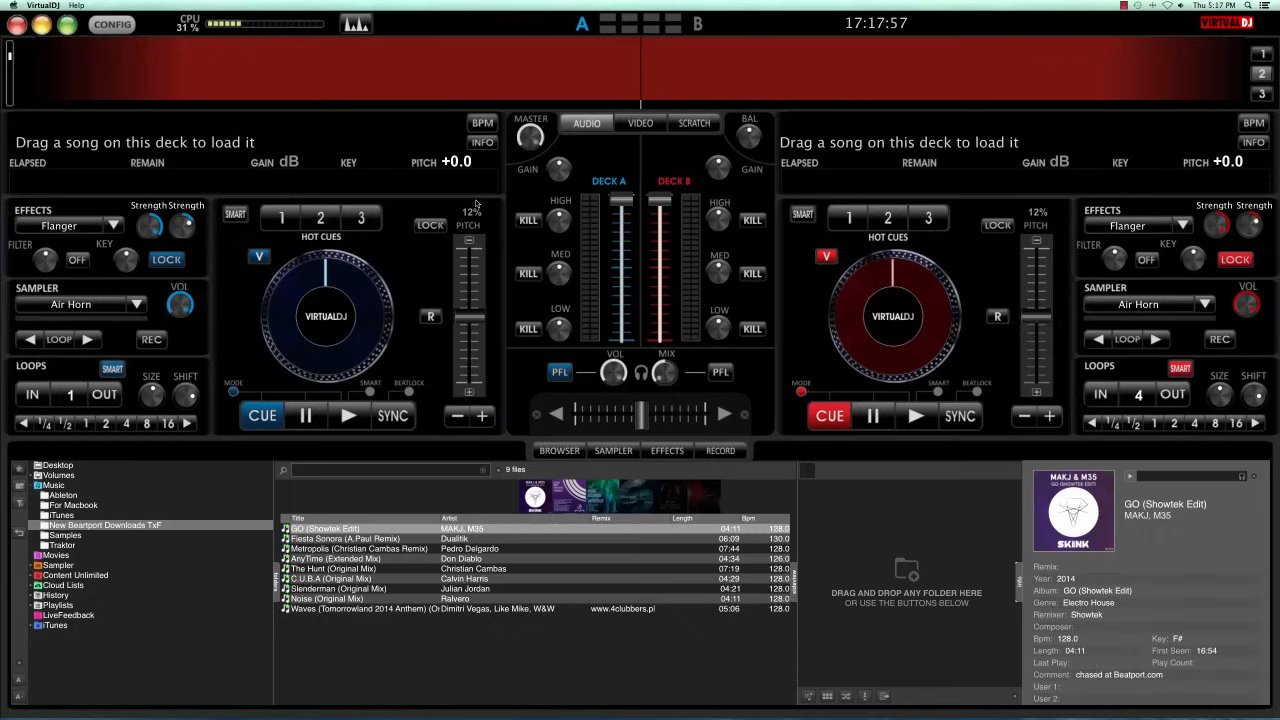 VirtualDJ Help
Thu 5:17 PM
CONFIG
CPU
31 %
A
B
17:17:57
VIRTUALDJ
1
2
3
Drag a song on this deck to load it
BPM
INFO
ELAPSED REMAIN GAIN dB KEY PITCH +0.0
MASTER
AUDIO VIDEO SCRATCH
BAL
GAIN
GAIN
DECK A DECK B
HIGH
KILL
MED
KILL
LOW
KILL
HIGH
KILL
MED
KILL
LOW
KILL
PFL VOL MIX PFL
Drag a song on this deck to load it
BPM
INFO
ELAPSED REMAIN GAIN dB KEY PITCH +0.0
EFFECTS
Strength Strength
Flanger
FILTER OFF KEY LOCK
SAMPLER
Air Horn
VOL
LOOP REC
LOOPS
SMART
SIZE SHIFT
IN 1 OUT
1/4 1/2 1 2 4 8 16
SMART
1 2 3
HOT CUES
LOCK
12%
PITCH
V
VIRTUALDJ
R
MODE SMART BEATLOCK
CUE SYNC
SMART
1 2 3
HOT CUES
LOCK
12%
PITCH
V
VIRTUALDJ
R
MODE SMART BEATLOCK
CUE SYNC
EFFECTS
Strength Strength
Flanger
FILTER OFF KEY LOCK
SAMPLER
Air Horn
VOL
LOOP REC
LOOPS
SMART
SIZE SHIFT
IN 4 OUT
1/4 1/2 1 2 4 8 16
BROWSER SAMPLER EFFECTS RECORD
Desktop
Volumes
Music
Ableton
For Macbook
iTunes
New Beartport Downloads TxF
Samples
Traktor
Movies
Sampler
Content Unlimited
Cloud Lists
History
Playlists
LiveFeedback
iTunes
folders
9 files
Title Artist Remix Length Bpm
GO (Showtek Edit) MAKJ, M35 04:11 128.0
Fiesta Sonora (A.Paul Remix) Dualitik 06:09 130.0
Metropolis (Christian Cambas Remix) Pedro Delgardo 07:44 128.0
AnyTime (Extended Mix) Don Diablo 04:34 126.0
The Hunt (Original Mix) Christian Cambas 07:19 128.0
C.U.B.A (Original Mix) Calvin Harris 04:29 128.0
Slenderman (Original Mix) Julian Jordan 04:21 128.0
Noise (Original Mix) Ralvero 04:11 128.0
Waves (Tomorrowland 2014 Anthem) (Or Dimitri Vegas, Like Mike, W&W www.4clubbers.pl 05:06 128.0
DRAG AND DROP ANY FOLDER HERE
OR USE THE BUTTONS BELOW
info
MAKJ & M35
GO (SHOWTEK EDIT)
SKINK
GO (Showtek Edit)
MAKJ, M35
Remix:
Year: 2014
Album: GO (Showtek Edit)
Genre: Electro House
Remixer: Showtek
Composer:
Bpm: 128.0 Key: F#
Length: 04:11 First Seen: 16:54
Last Play: Play Count:
Comment: chased at Beatport.com
User 1:
User 2: